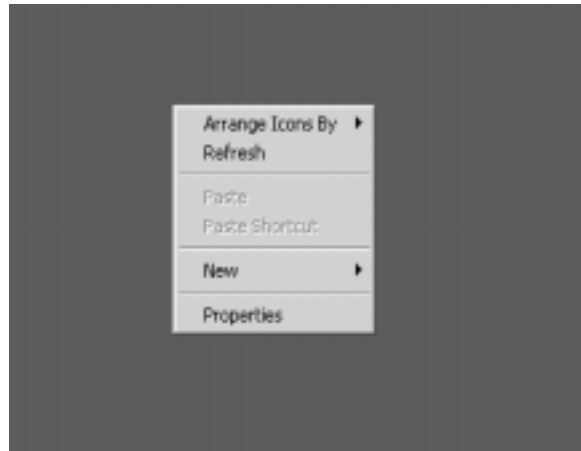 Arrange Icons By
Refresh
Paste
Paste Shortcut
New
Properties